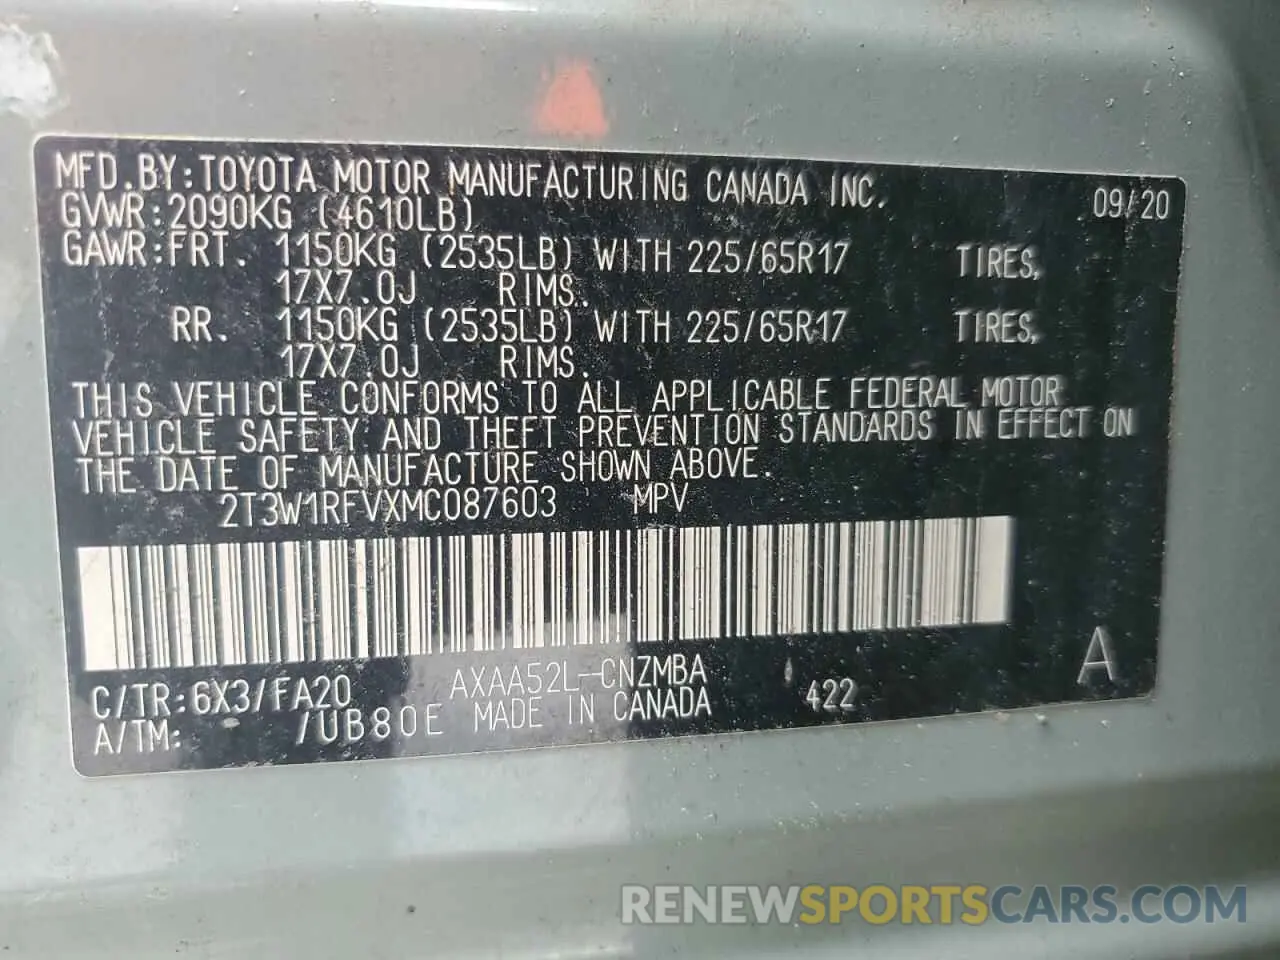 MFD.BY:TOYOTA MOTOR MANUFACTURING CANADA INC. 09/20
GVWR:2090KG (4610LB)
GAWR:FRT. 1150KG (2535LB) WITH 225/65R17 TIRES,
17X7.0J RIMS.
RR. 1150KG (2535LB) WITH 225/65R17 TIRES,
17X7.0J RIMS.
THIS VEHICLE CONFORMS TO ALL APPLICABLE FEDERAL MOTOR
VEHICLE SAFETY AND THEFT PREVENTION STANDARDS IN EFFECT ON
THE DATE OF MANUFACTURE SHOWN ABOVE.
2T3W1RFVXMC087603 MPV
C/TR:6X3/FA20 AXAA52L-CNZMBA
A/TM: /UB80E MADE IN CANADA 422
A
RENEWSPORTSCARS.COM